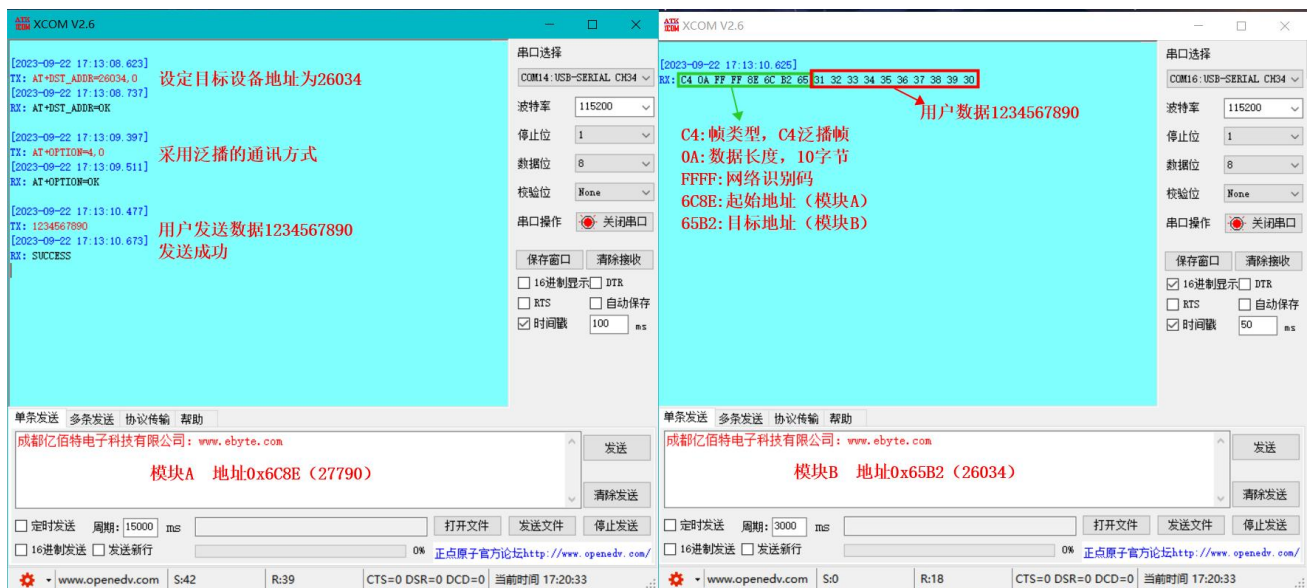 XCOM V2.6
[2023-09-22 17:13:08.623]
TX: AT+DST_ADDR=26034,0
设定目标设备地址为26034
[2023-09-22 17:13:08.737]
RX: AT+DST_ADDR=OK
[2023-09-22 17:13:09.397]
TX: AT+OPTION=4,0
采用泛播的通讯方式
[2023-09-22 17:13:09.511]
RX: AT+OPTION=OK
[2023-09-22 17:13:10.477]
TX: 1234567890
用户发送数据1234567890
[2023-09-22 17:13:10.673]
发送成功
RX: SUCCESS
串口选择
COM14:USB-SERIAL CH34
波特率 115200
停止位 1
数据位 8
校验位 None
串口操作 关闭串口
保存窗口 清除接收
16进制显示 DTR
RTS 自动保存
时间戳 100 ms
单条发送 多条发送 协议传输 帮助
成都亿佰特电子科技有限公司：www.ebyte.com
模块A 地址0x6C8E（27790）
发送
清除发送
定时发送 周期: 15000 ms 打开文件 发送文件 停止发送
16进制发送 发送新行 0% 正点原子官方论坛http://www.openedv.com/
www.openedv.com S:42 R:39 CTS=0 DSR=0 DCD=0 当前时间 17:20:33
XCOM V2.6
[2023-09-22 17:13:10.625]
RX: C4 0A FF FF 8E 6C B2 65 31 32 33 34 35 36 37 38 39 30
用户数据1234567890
C4:帧类型，C4泛播帧
0A:数据长度，10字节
FFFF:网络识别码
6C8E:起始地址（模块A）
65B2:目标地址（模块B）
串口选择
COM16:USB-SERIAL CH34
波特率 115200
停止位 1
数据位 8
校验位 None
串口操作 关闭串口
保存窗口 清除接收
16进制显示 DTR
RTS 自动保存
时间戳 50 ms
单条发送 多条发送 协议传输 帮助
成都亿佰特电子科技有限公司：www.ebyte.com
模块B 地址0x65B2（26034）
发送
清除发送
定时发送 周期: 3000 ms 打开文件 发送文件 停止发送
16进制发送 发送新行 0% 正点原子官方论坛http://www.openedv.com/
www.openedv.com S:0 R:18 CTS=0 DSR=0 DCD=0 当前时间 17:20:33